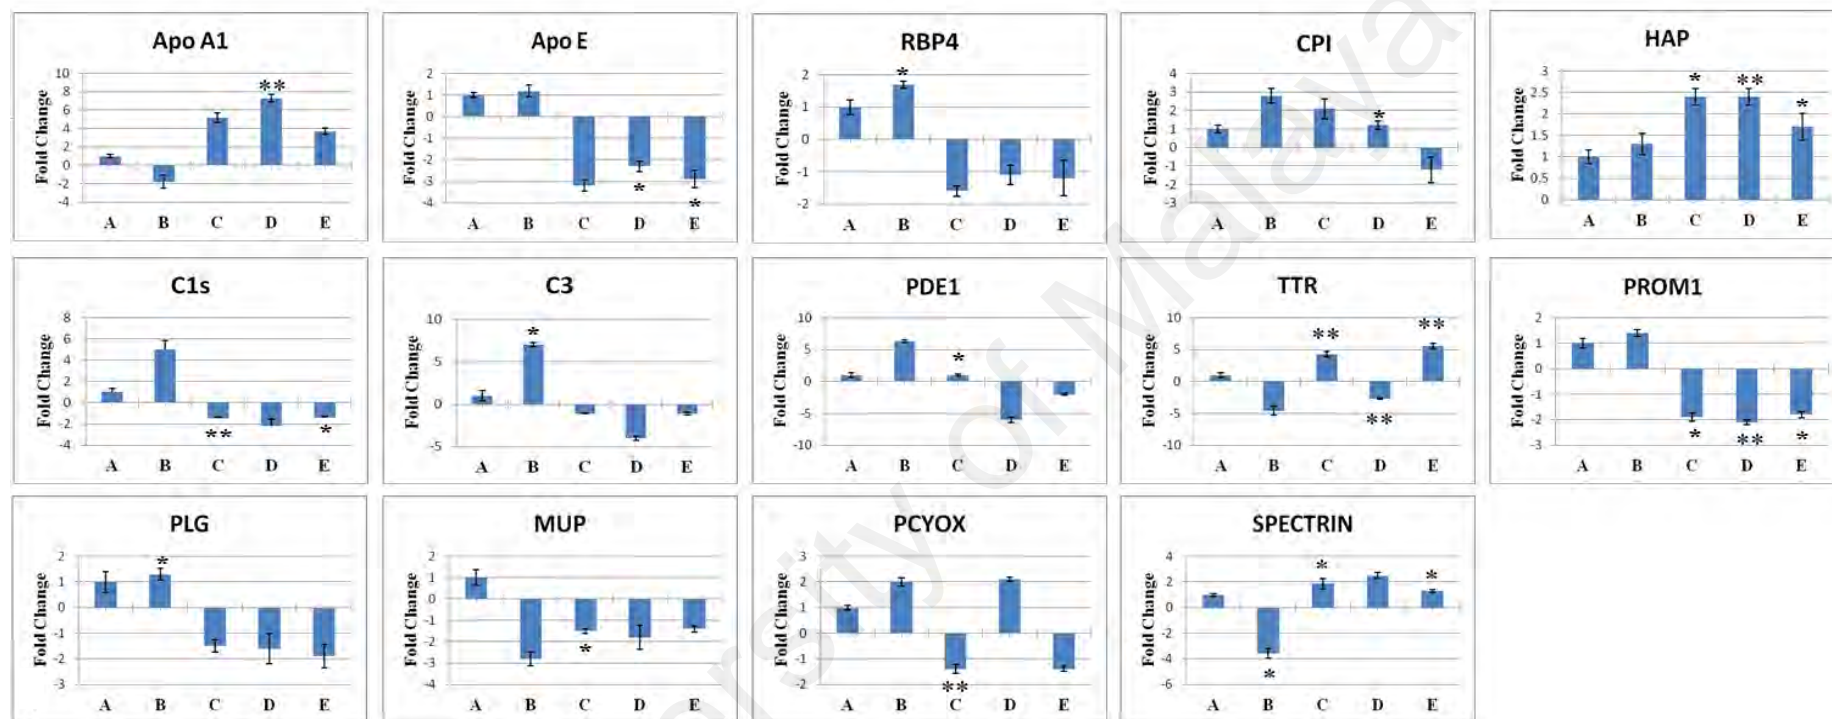 Apo A1
Fold Change
10
8
6
4
2
0
-2
-4
**
A B C D E
Apo E
Fold Change
2
1
0
-1
-2
-3
-4
*
*
A B C D E
RBP4
Fold Change
2
1
0
-1
-2
*
A B C D E
CPI
Fold Change
4
3
2
1
0
-1
-2
-3
*
A B C D E
HAP
Fold Change
3
2.5
2
1.5
1
0.5
0
* ** *
A B C D E
C1s
Fold Change
8
6
4
2
0
-2
-4
** *
A B C D E
C3
Fold Change
10
5
0
-5
*
A B C D E
PDE1
Fold Change
10
5
0
-5
-10
*
A B C D E
TTR
Fold Change
10
5
0
-5
-10
** **
**
A B C D E
PROM1
Fold Change
2
1
0
-1
-2
-3
* ** *
A B C D E
PLG
Fold Change
2
1
0
-1
-2
-3
*
A B C D E
MUP
Fold Change
2
1
0
-1
-2
-3
-4
*
A B C D E
PCYOX
Fold Change
3
2
1
0
-1
-2
**
A B C D E
SPECTRIN
Fold Change
4
2
0
-2
-4
-6
* *
*
A B C D E
University of Malaya